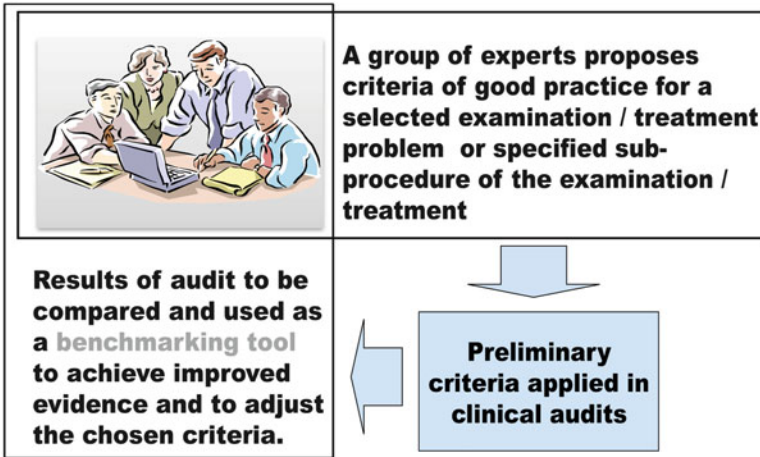 A group of experts proposes
criteria of good practice for a
selected examination / treatment
problem or specified sub-
procedure of the examination /
treatment
Preliminary
criteria applied in
clinical audits
Results of audit to be
compared and used as
a benchmarking tool
to achieve improved
evidence and to adjust
the chosen criteria.